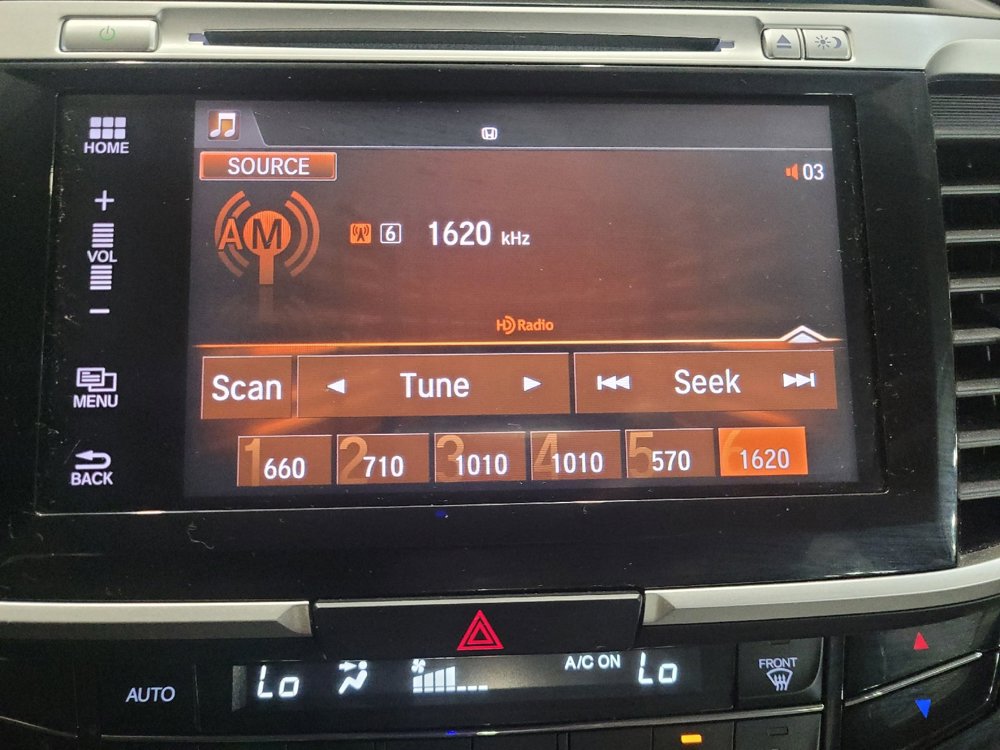 HOME
SOURCE
03
AM
6 1620 kHz
+
VOL
−
HD Radio
Scan Tune Seek
MENU
1 660 2 710 3 1010 4 1010 5 570 6 1620
BACK
AUTO Lo A/C ON Lo FRONT